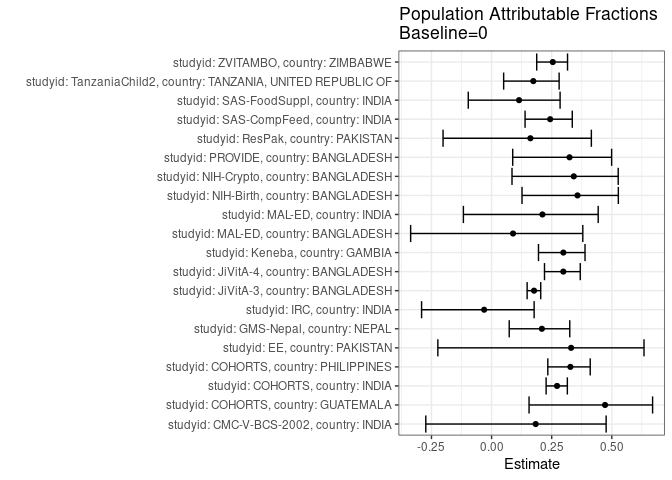 Population Attributable Fractions
Baseline=0
studyid: ZVITAMBO, country: ZIMBABWE
studyid: TanzaniaChild2, country: TANZANIA, UNITED REPUBLIC OF
studyid: SAS-FoodSuppl, country: INDIA
studyid: SAS-CompFeed, country: INDIA
studyid: ResPak, country: PAKISTAN
studyid: PROVIDE, country: BANGLADESH
studyid: NIH-Crypto, country: BANGLADESH
studyid: NIH-Birth, country: BANGLADESH
studyid: MAL-ED, country: INDIA
studyid: MAL-ED, country: BANGLADESH
studyid: Keneba, country: GAMBIA
studyid: JiVitA-4, country: BANGLADESH
studyid: JiVitA-3, country: BANGLADESH
studyid: IRC, country: INDIA
studyid: GMS-Nepal, country: NEPAL
studyid: EE, country: PAKISTAN
studyid: COHORTS, country: PHILIPPINES
studyid: COHORTS, country: INDIA
studyid: COHORTS, country: GUATEMALA
studyid: CMC-V-BCS-2002, country: INDIA
-0.25 0.00 0.25 0.50
Estimate